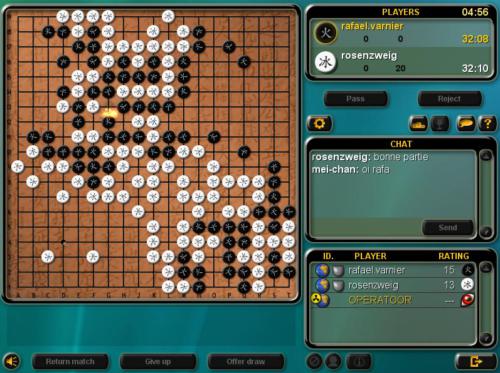 PLAYERS 04:56
火 rafael.varnier
0 0 32:08
氺 rosenzweig
0 20 32:10
Pass Reject
?
CHAT
rosenzweig: bonne partie
mei-chan: oi rafa
Send
ID. PLAYER RATING
rafael.varnier 15
rosenzweig 13
OPERATOOR ---
Return match Give up Offer draw